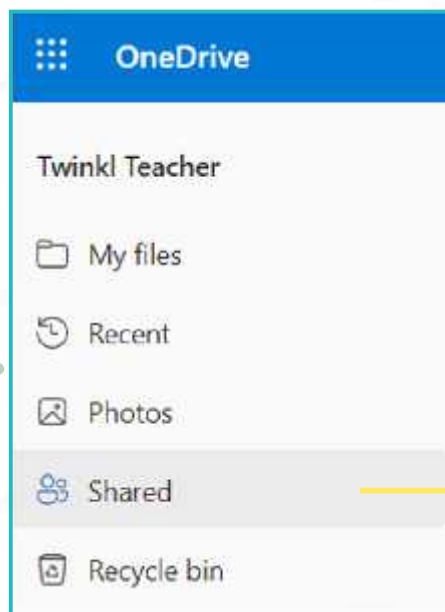 OneDrive
Twinkl Teacher
My files
Recent
Photos
Shared
Recycle bin